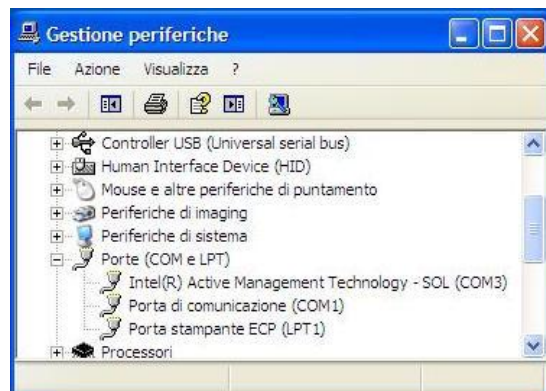 Gestione periferiche
File Azione Visualizza ?
Controller USB (Universal serial bus)
Human Interface Device (HID)
Mouse e altre periferiche di puntamento
Periferiche di imaging
Periferiche di sistema
Porte (COM e LPT)
Intel(R) Active Management Technology - SOL (COM3)
Porta di comunicazione (COM1)
Porta stampante ECP (LPT1)
Processori